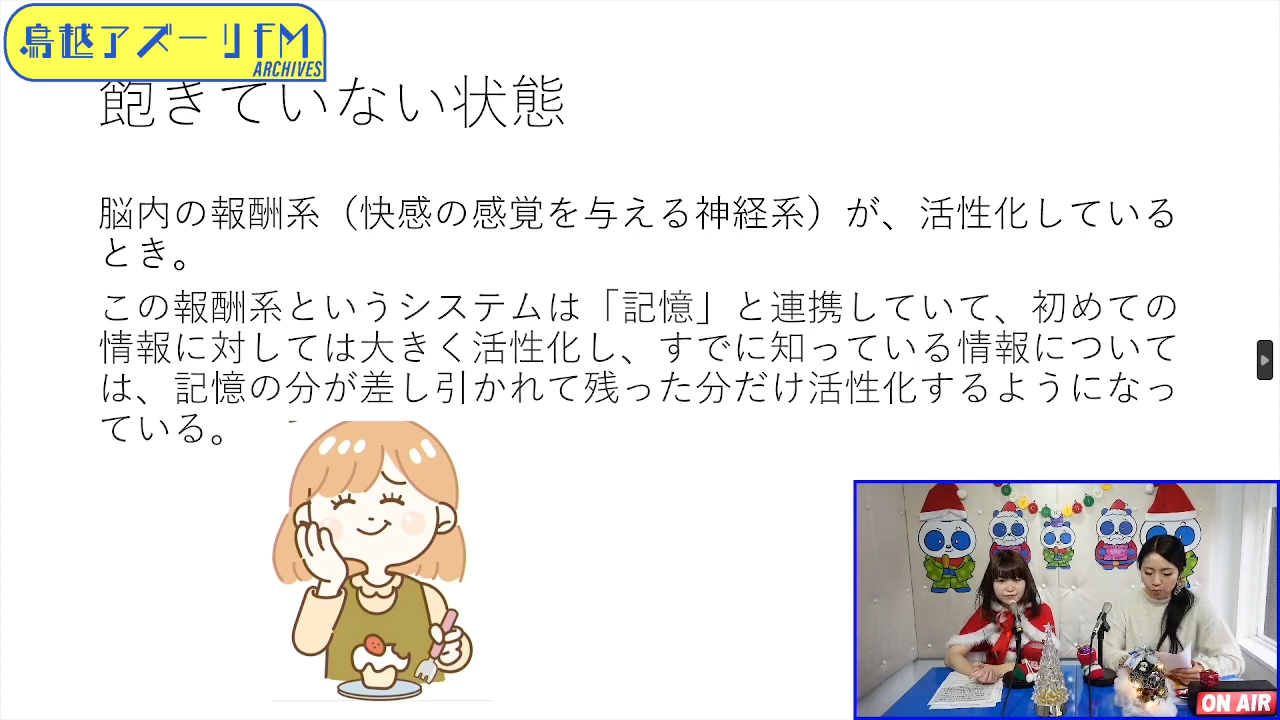 鳥越アズーリFM
ARCHIVES
飽きていない状態
脳内の報酬系（快感の感覚を与える神経系）が、活性化している
とき。
この報酬系というシステムは「記憶」と連携していて、初めての
情報に対しては大きく活性化し、すでに知っている情報について
は、記憶の分が差し引かれて残った分だけ活性化するようになっ
ている。
ON AIR